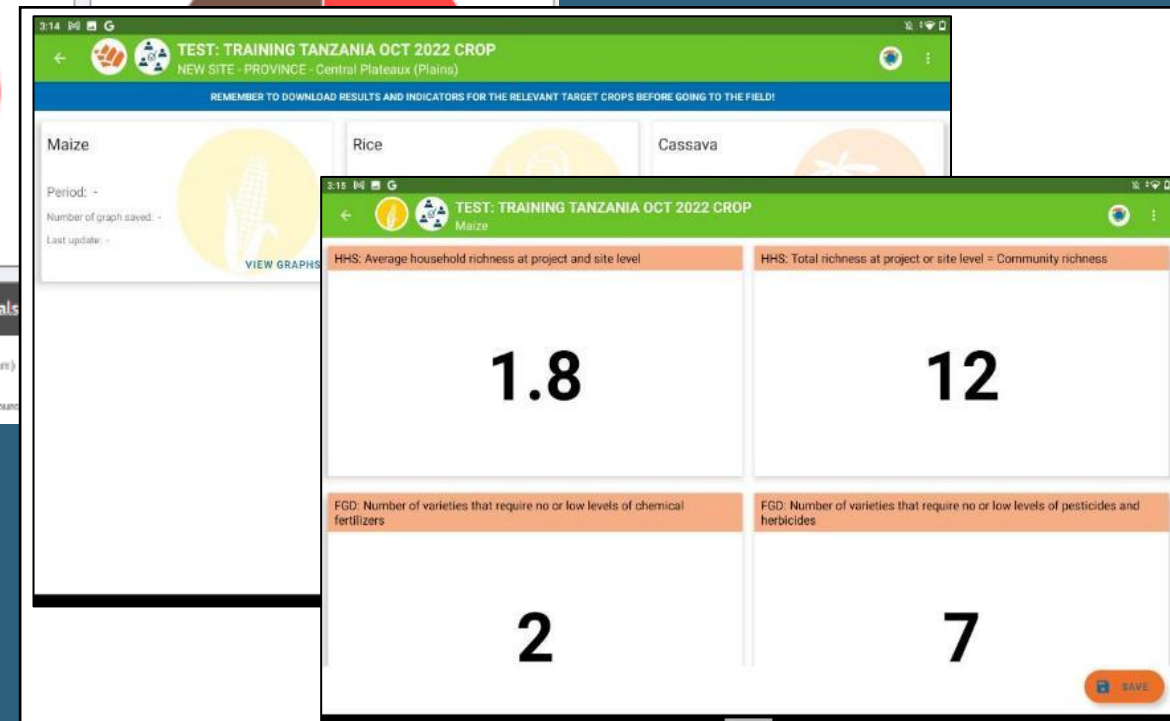 3:14 G
TEST: TRAINING TANZANIA OCT 2022 CROP
NEW SITE - PROVINCE - Central Plateaux (Plains)
REMEMBER TO DOWNLOAD RESULTS AND INDICATORS FOR THE RELEVANT TARGET CROPS BEFORE GOING TO THE FIELD!
Maize
Rice
Cassava
Period: -
Number of graph saved: -
Last update: -
VIEW GRAPHS
als
3:15 G
TEST: TRAINING TANZANIA OCT 2022 CROP
Maize
HHS: Average household richness at project and site level
HHS: Total richness at project or site level = Community richness
1.8
12
FGD: Number of varieties that require no or low levels of chemical
fertilizers
FGD: Number of varieties that require no or low levels of pesticides and
herbicides
2
7
SAVE